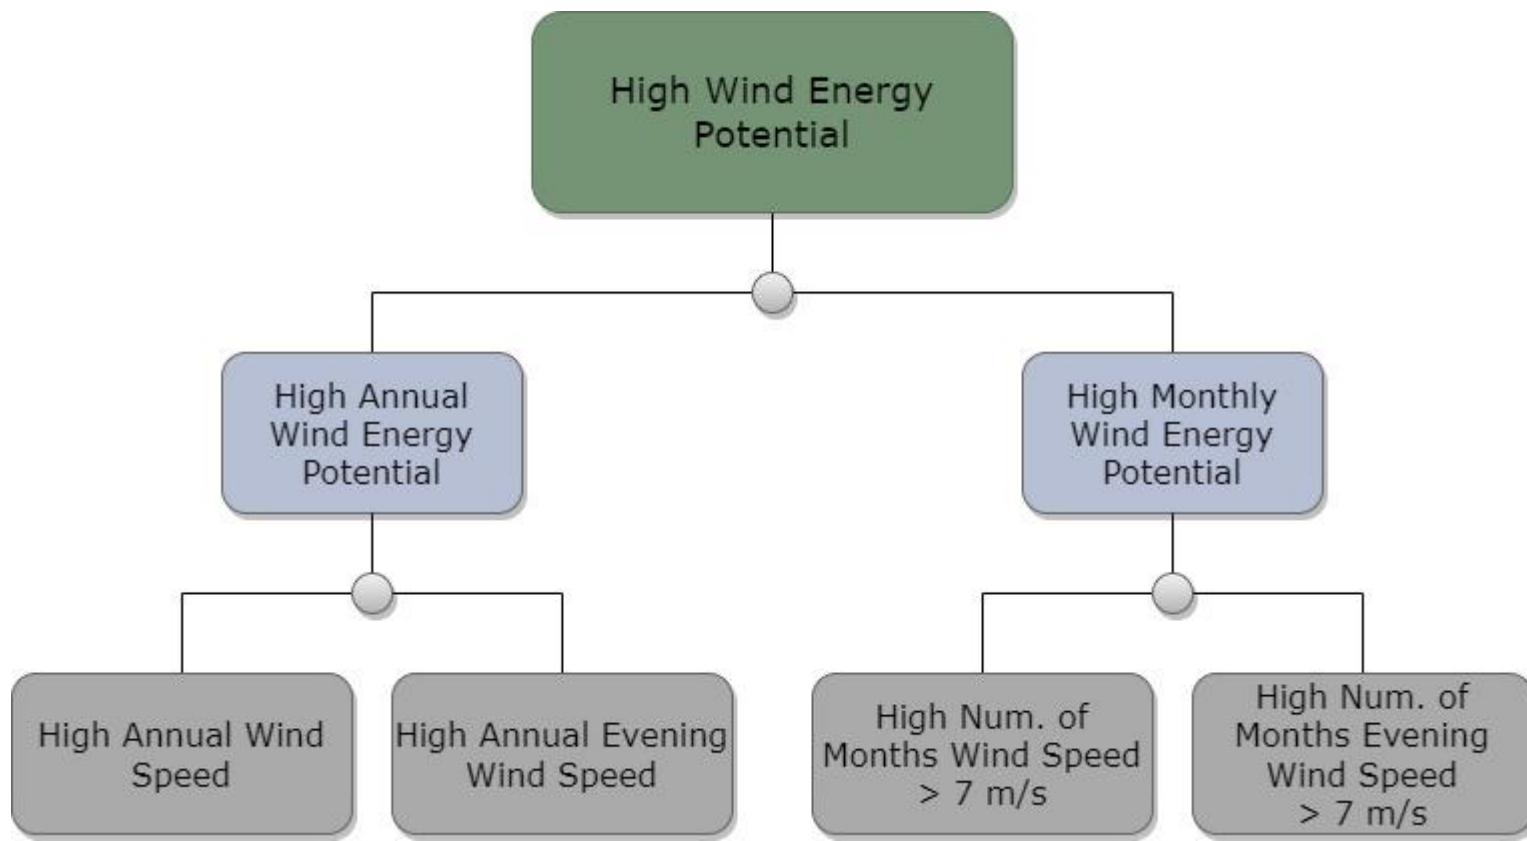 High Wind Energy
Potential
High Annual
Wind Energy
Potential
High Monthly
Wind Energy
Potential
High Annual Wind
Speed
High Annual Evening
Wind Speed
High Num. of
Months Wind Speed
> 7 m/s
High Num. of
Months Evening
Wind Speed
> 7 m/s